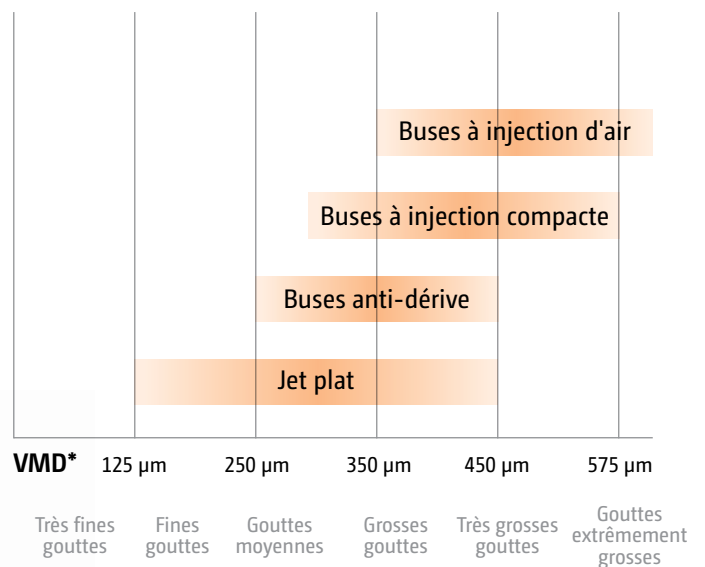 Buses à injection d'air
Buses à injection compacte
Buses anti-dérive
Jet plat
VMD* 125 µm 250 µm 350 µm 450 µm 575 µm
Très fines gouttes
Fines gouttes
Gouttes moyennes
Grosses gouttes
Très grosses gouttes
Gouttes extrêmement grosses